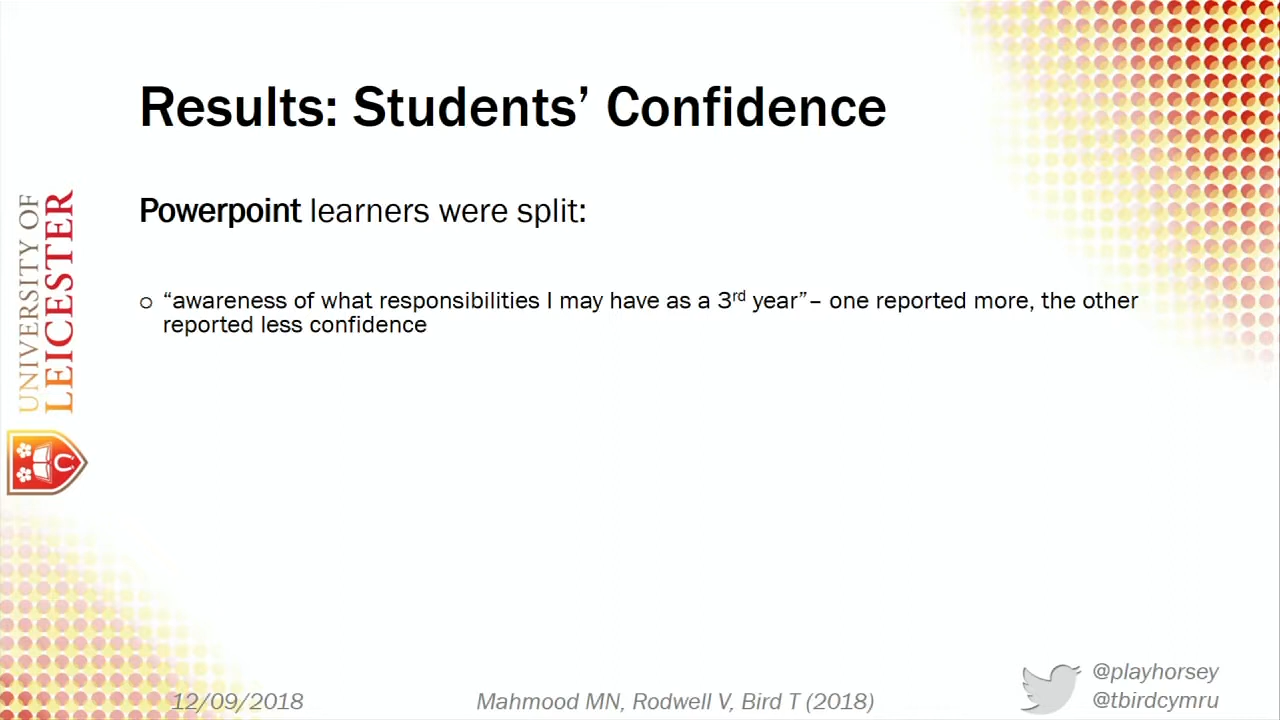 Results: Students’ Confidence
Powerpoint learners were split:
○ “awareness of what responsibilities I may have as a 3rd year”– one reported more, the other
reported less confidence
UNIVERSITY OF
LEICESTER
12/09/2018
Mahmood MN, Rodwell V, Bird T (2018)
@playhorsey
@tbirdcymru